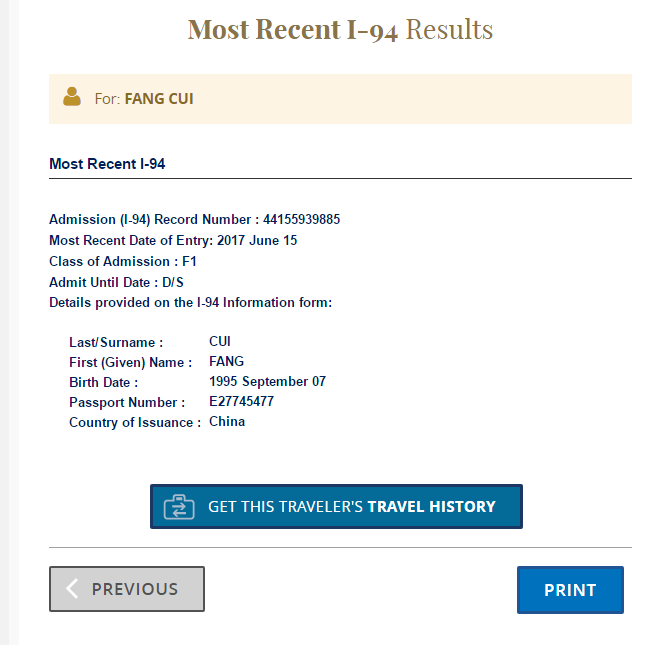 Most Recent I-94 Results
For: FANG CUI
Most Recent I-94
Admission (I-94) Record Number : 44155939885
Most Recent Date of Entry: 2017 June 15
Class of Admission : F1
Admit Until Date : D/S
Details provided on the I-94 Information form:
Last/Surname : CUI
First (Given) Name : FANG
Birth Date : 1995 September 07
Passport Number : E27745477
Country of Issuance : China
GET THIS TRAVELER'S TRAVEL HISTORY
PREVIOUS
PRINT